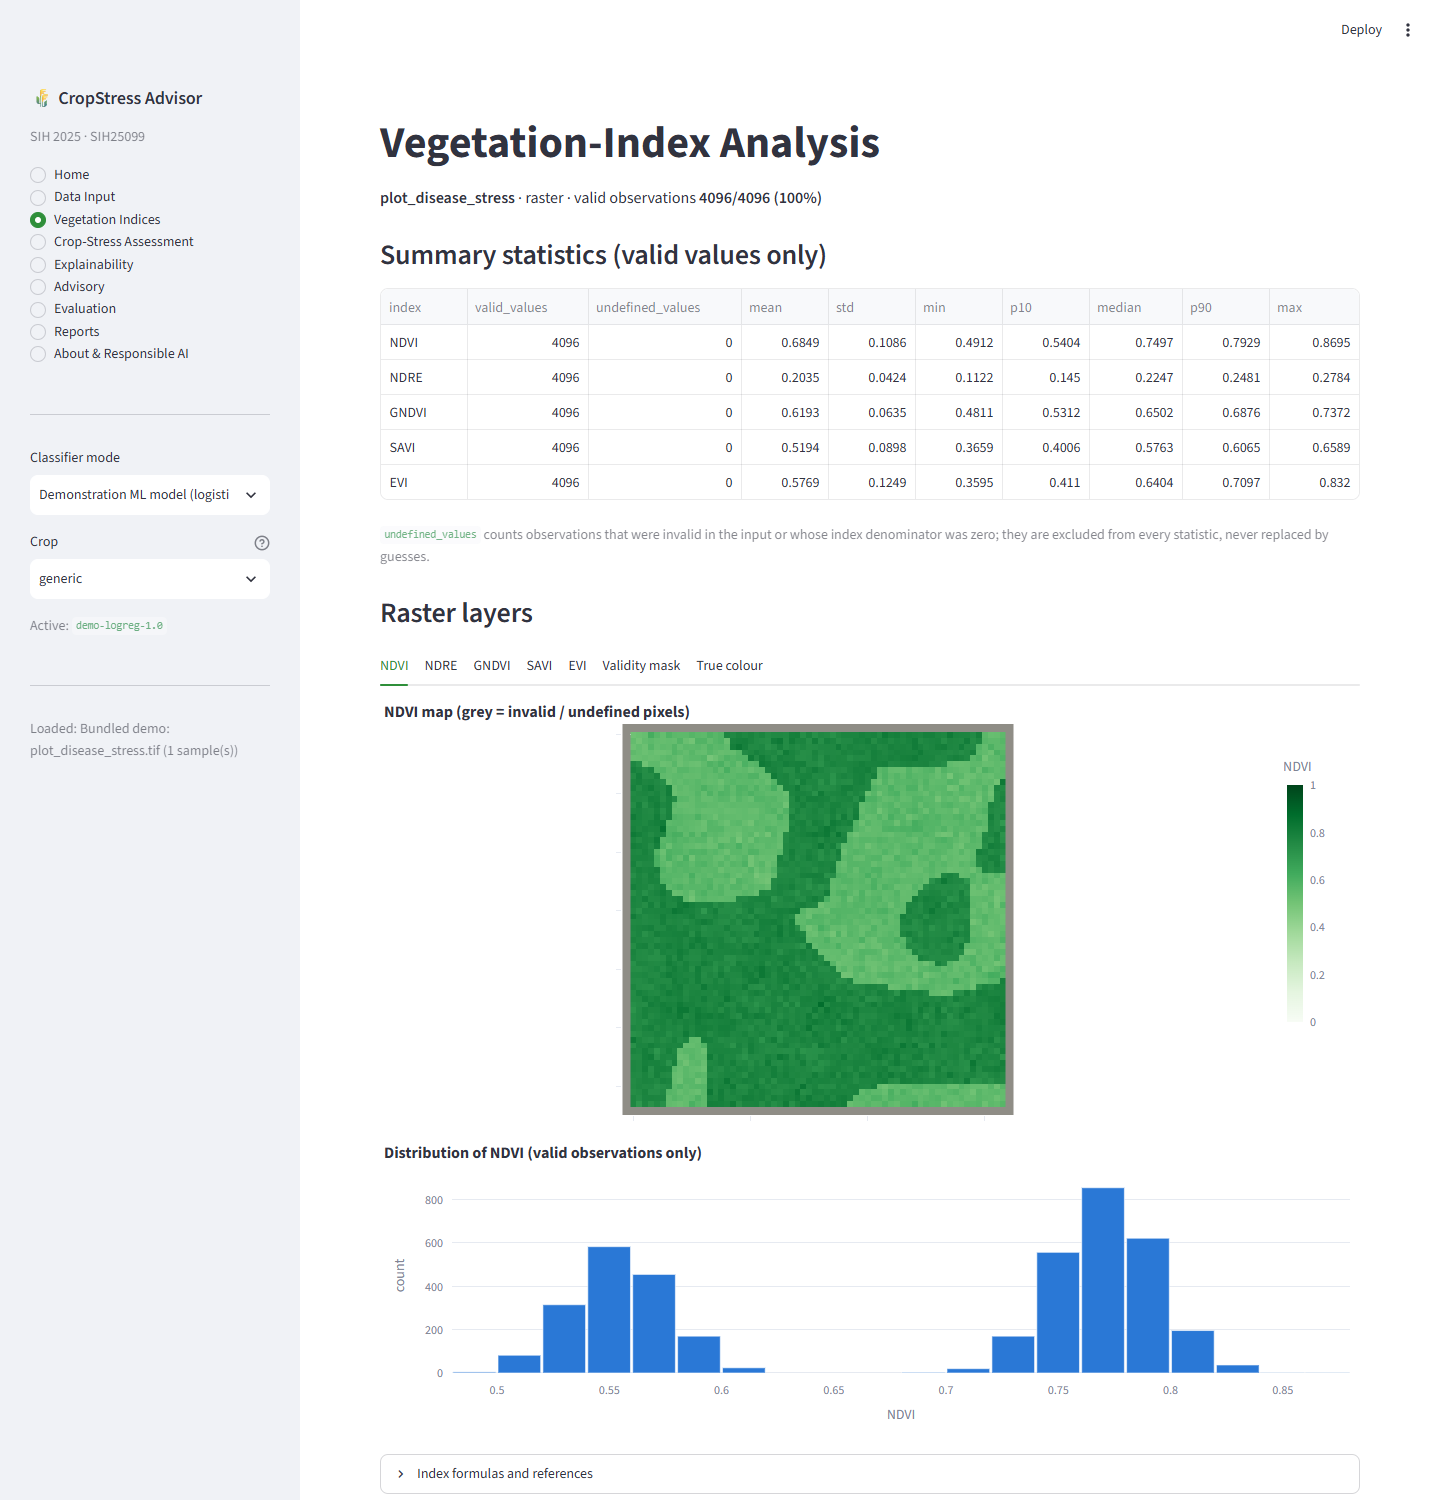 Deploy
CropStress Advisor
SIH 2025 · SIH25099
Home
Data Input
Vegetation Indices
Crop-Stress Assessment
Explainability
Advisory
Evaluation
Reports
About & Responsible AI
Classifier mode
Demonstration ML model (logisti
Crop
generic
Active: demo-logreg-1.0
Loaded: Bundled demo:
plot_disease_stress.tif (1 sample(s))
Vegetation-Index Analysis
plot_disease_stress · raster · valid observations 4096/4096 (100%)
Summary statistics (valid values only)
index valid_values undefined_values mean std min p10 median p90 max
NDVI 4096 0 0.6849 0.1086 0.4912 0.5404 0.7497 0.7929 0.8695
NDRE 4096 0 0.2035 0.0424 0.1122 0.145 0.2247 0.2481 0.2784
GNDVI 4096 0 0.6193 0.0635 0.4811 0.5312 0.6502 0.6876 0.7372
SAVI 4096 0 0.5194 0.0898 0.3659 0.4006 0.5763 0.6065 0.6589
EVI 4096 0 0.5769 0.1249 0.3595 0.411 0.6404 0.7097 0.832
undefined_values counts observations that were invalid in the input or whose index denominator was zero; they are excluded from every statistic, never replaced by
guesses.
Raster layers
NDVI NDRE GNDVI SAVI EVI Validity mask True colour
NDVI map (grey = invalid / undefined pixels)
NDVI
1
0.8
0.6
0.4
0.2
0
Distribution of NDVI (valid observations only)
800
600
400
200
0
count
0.5 0.55 0.6 0.65 0.7 0.75 0.8 0.85
NDVI
Index formulas and references